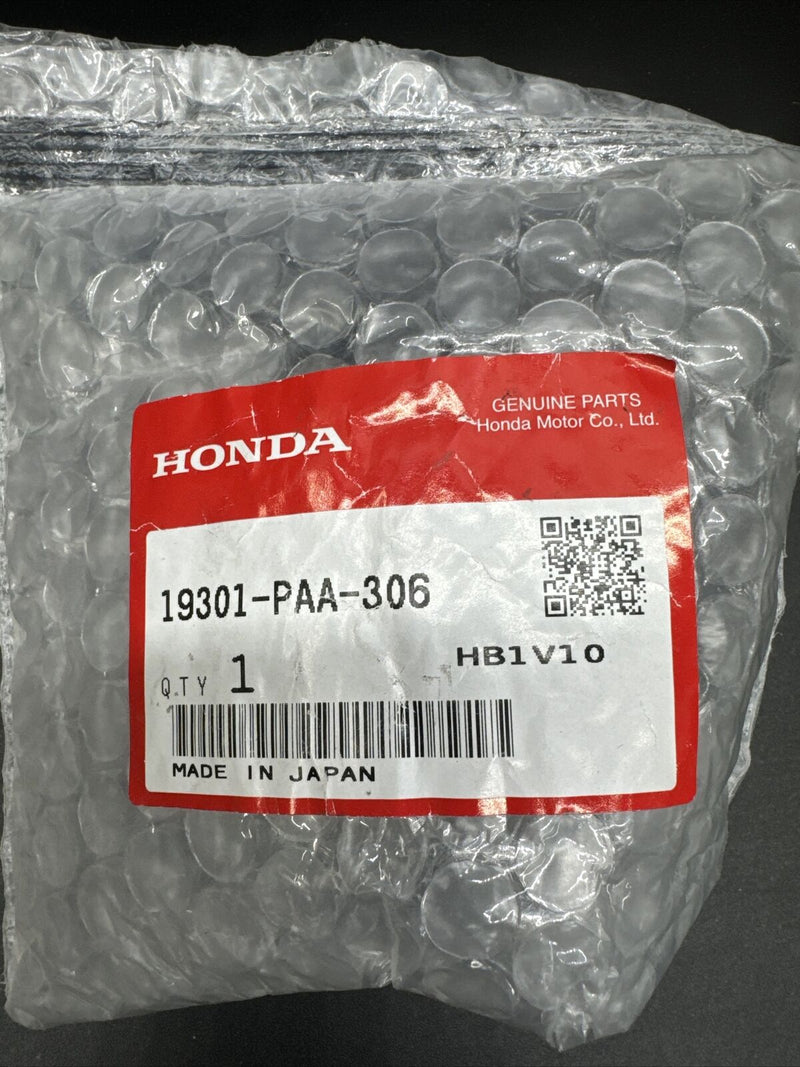 HONDA
GENUINE PARTS
Honda Motor Co., Ltd.
19301-PAA-306
HB1V10
QTY 1
MADE IN JAPAN